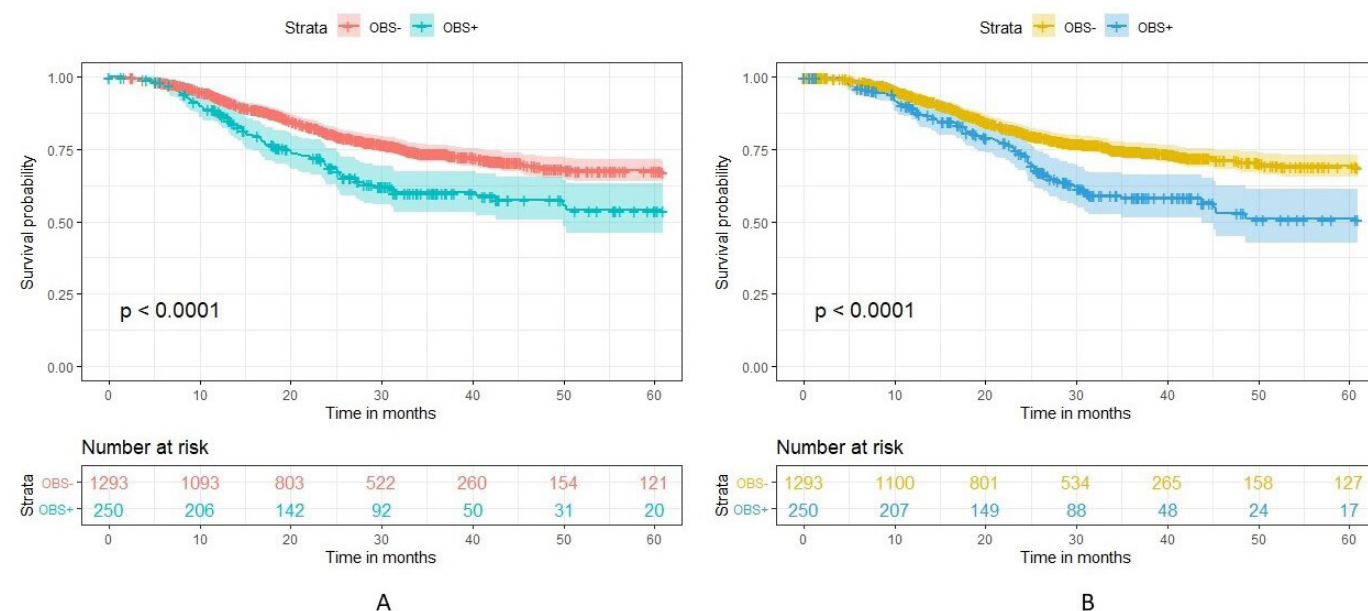 Strata OBS- OBS+
1.00
0.75
0.50
0.25
0.00
Survival probability
p < 0.0001
0 10 20 30 40 50 60
Time in months
Number at risk
Strata
OBS- 1293 1093 803 522 260 154 121
OBS+ 250 206 142 92 50 31 20
0 10 20 30 40 50 60
Time in months
A
Strata OBS- OBS+
1.00
0.75
0.50
0.25
0.00
Survival probability
p < 0.0001
0 10 20 30 40 50 60
Time in months
Number at risk
Strata
OBS- 1293 1100 801 534 265 158 127
OBS+ 250 207 149 88 48 24 17
0 10 20 30 40 50 60
Time in months
B